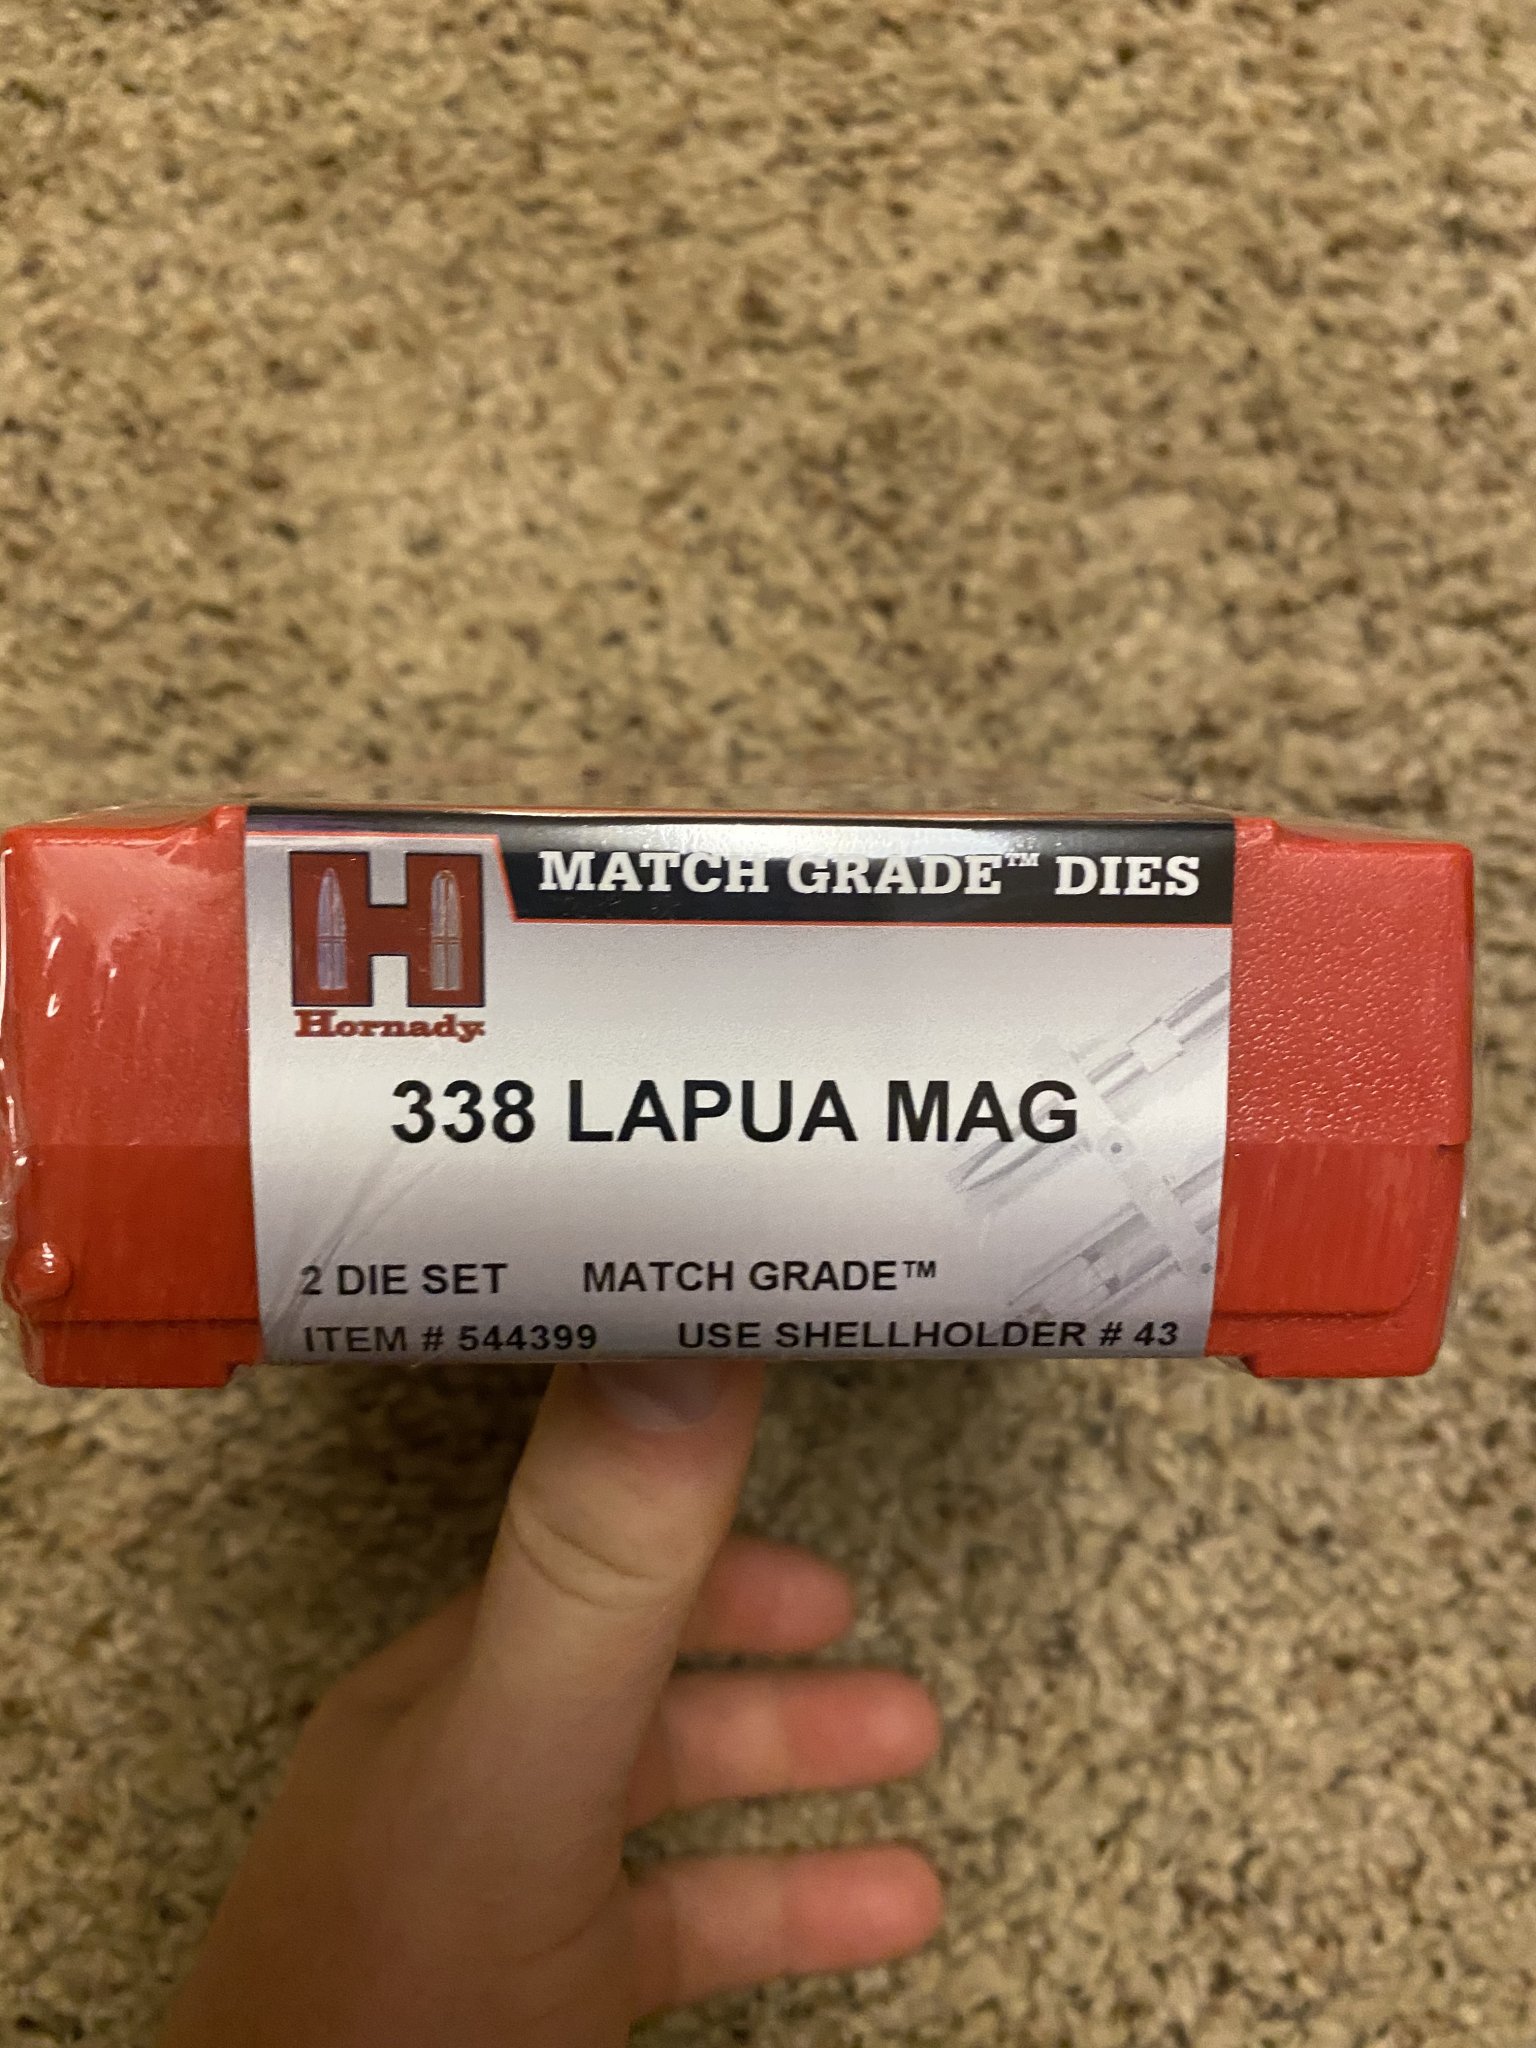 MATCH GRADE™ DIES
Hornady
338 LAPUA MAG
2 DIE SET MATCH GRADE™
ITEM # 544399 USE SHELLHOLDER # 43